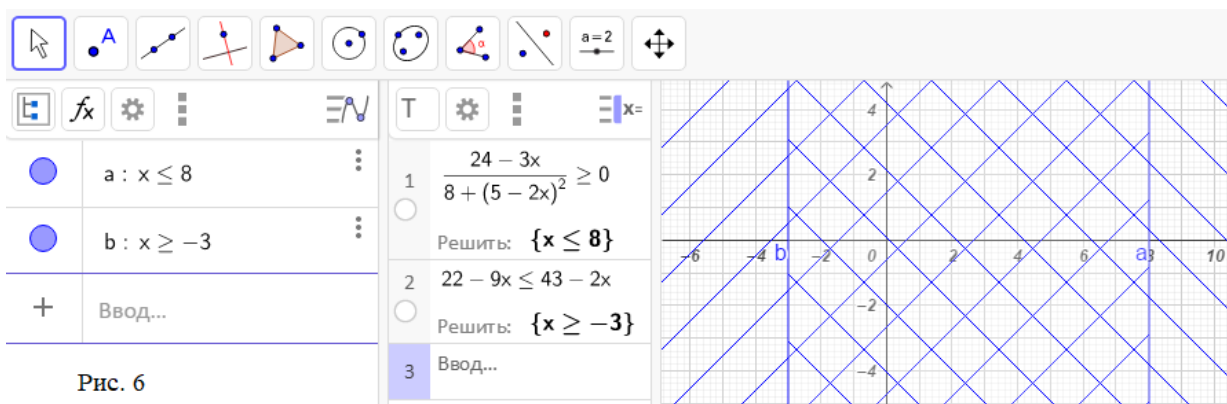 A
α
a = 2
fx
T
x=
a : x ≤ 8
b : x ≥ −3
+ Ввод...
Рис. 6
1 (24 − 3x) / (8 + (5 − 2x)²) ≥ 0
Решить: {x ≤ 8}
2 22 − 9x ≤ 43 − 2x
Решить: {x ≥ −3}
3 Ввод...
4
2
−6 −4 b −2 0 2 4 6 a 8 10
−2
−4